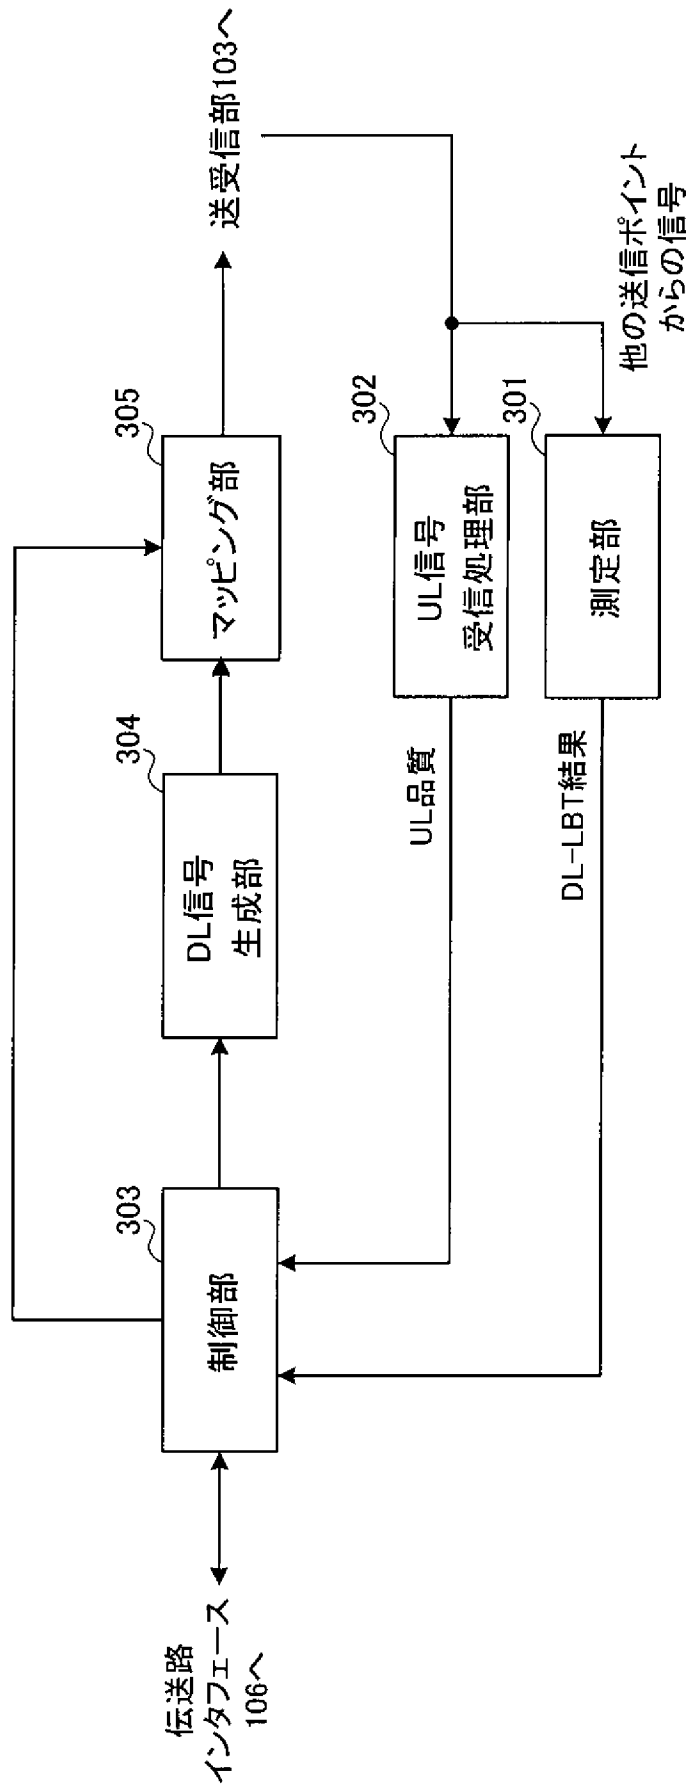 伝送路
インタフェース
106へ
303
制御部
304
DL信号
生成部
305
マッピング部
送受信部103へ
302
UL信号
受信処理部
UL品質
301
測定部
DL-LBT結果
他の送信ポイント
からの信号